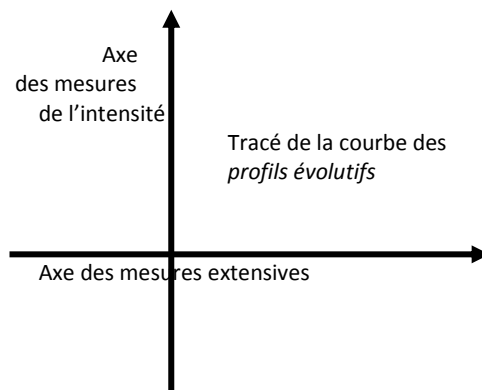 Axe
des mesures
de l’intensité
Tracé de la courbe des
profils évolutifs
Axe des mesures extensives